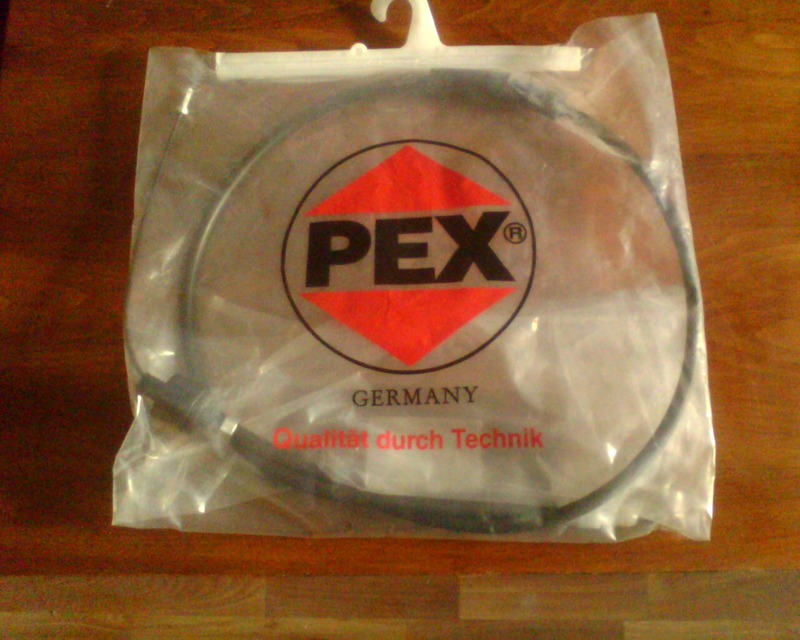 PEX®
GERMANY
Qualität durch Technik